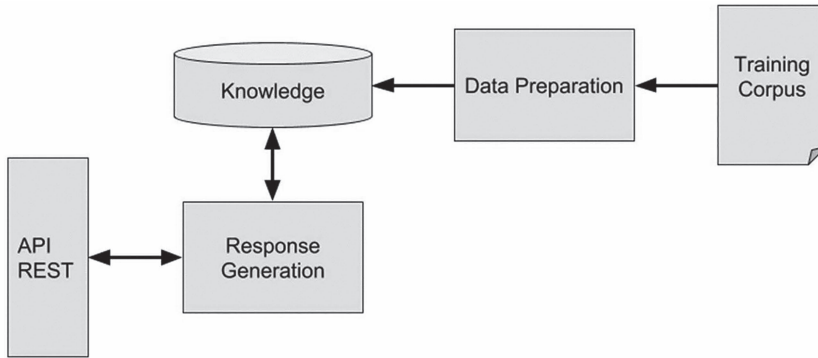 Training
Corpus
Data Preparation
Knowledge
API
REST
Response
Generation